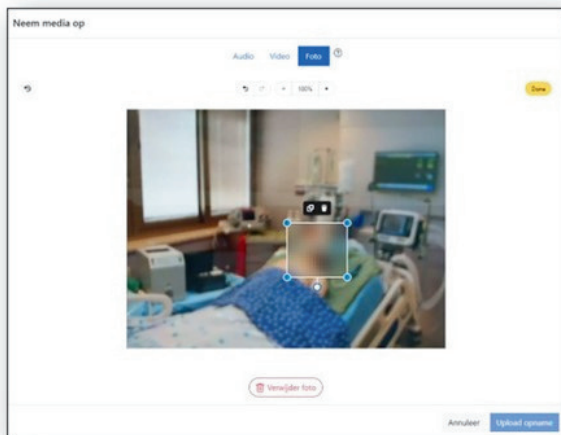 Neem media op
Audio Video Foto
100%
Done
Verwijder foto
Annuleer Upload opname